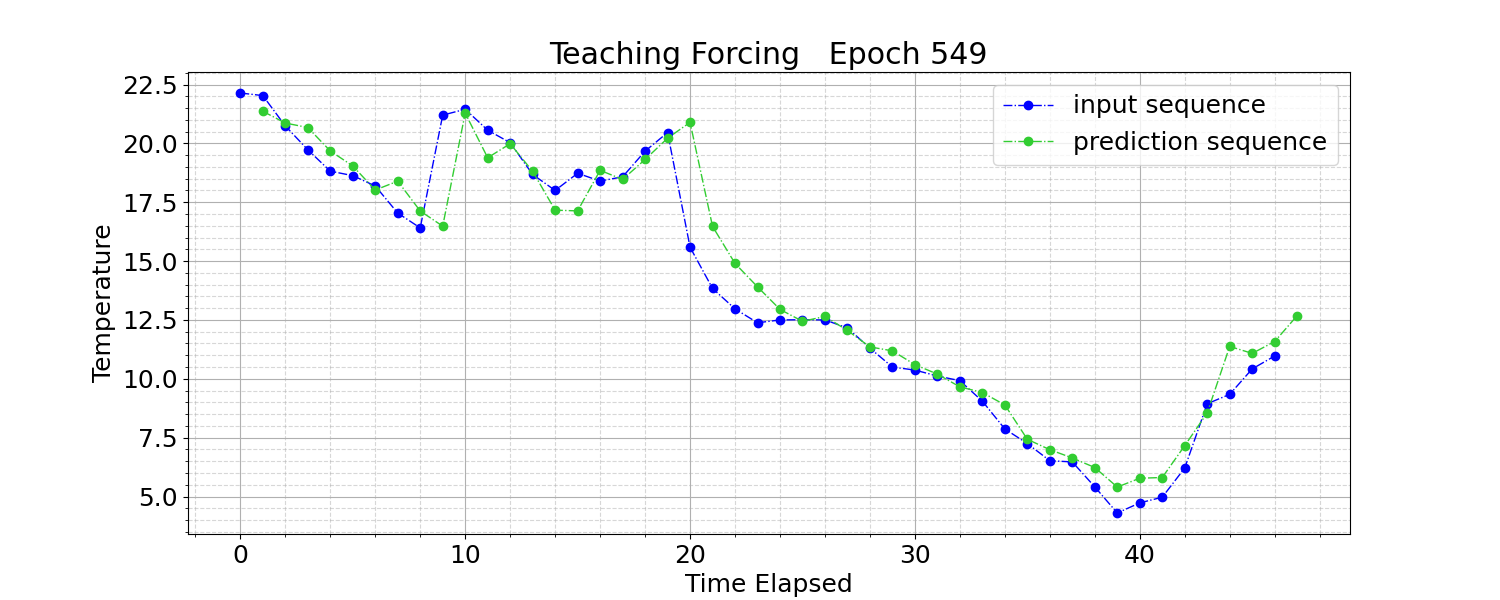 Teaching Forcing   Epoch 549
input sequence
prediction sequence
Temperature
22.5
20.0
17.5
15.0
12.5
10.0
7.5
5.0
0 10 20 30 40
Time Elapsed